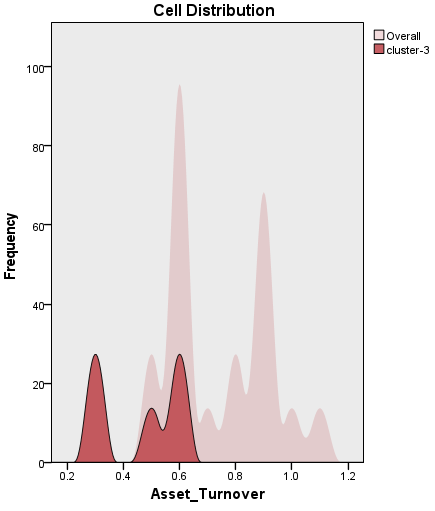 Cell Distribution
Overall
cluster-3
100
80
60
40
20
0
Frequency
0.2 0.4 0.6 0.8 1.0 1.2
Asset_Turnover